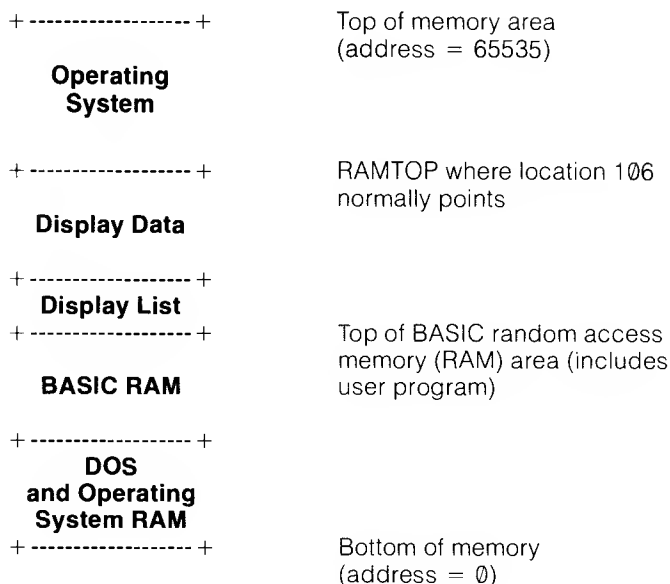 + ------------------- + Top of memory area
(address = 65535)
Operating
System
+ ------------------- + RAMTOP where location 106
normally points
Display Data
+ ------------------- +
Display List
+ ------------------- + Top of BASIC random access
memory (RAM) area (includes
BASIC RAM user program)
+ ------------------- +
DOS
and Operating
System RAM
+ ------------------- + Bottom of memory
(address = 0)